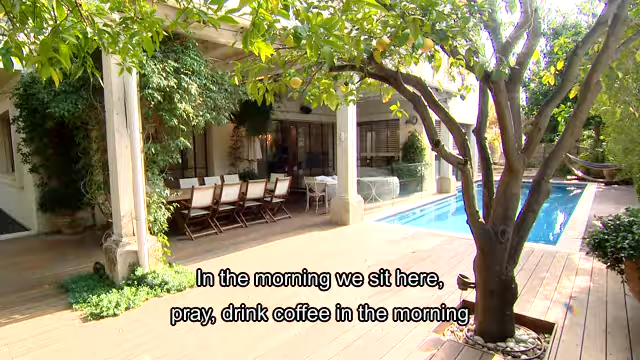 In the morning we sit here,
pray, drink coffee in the morning